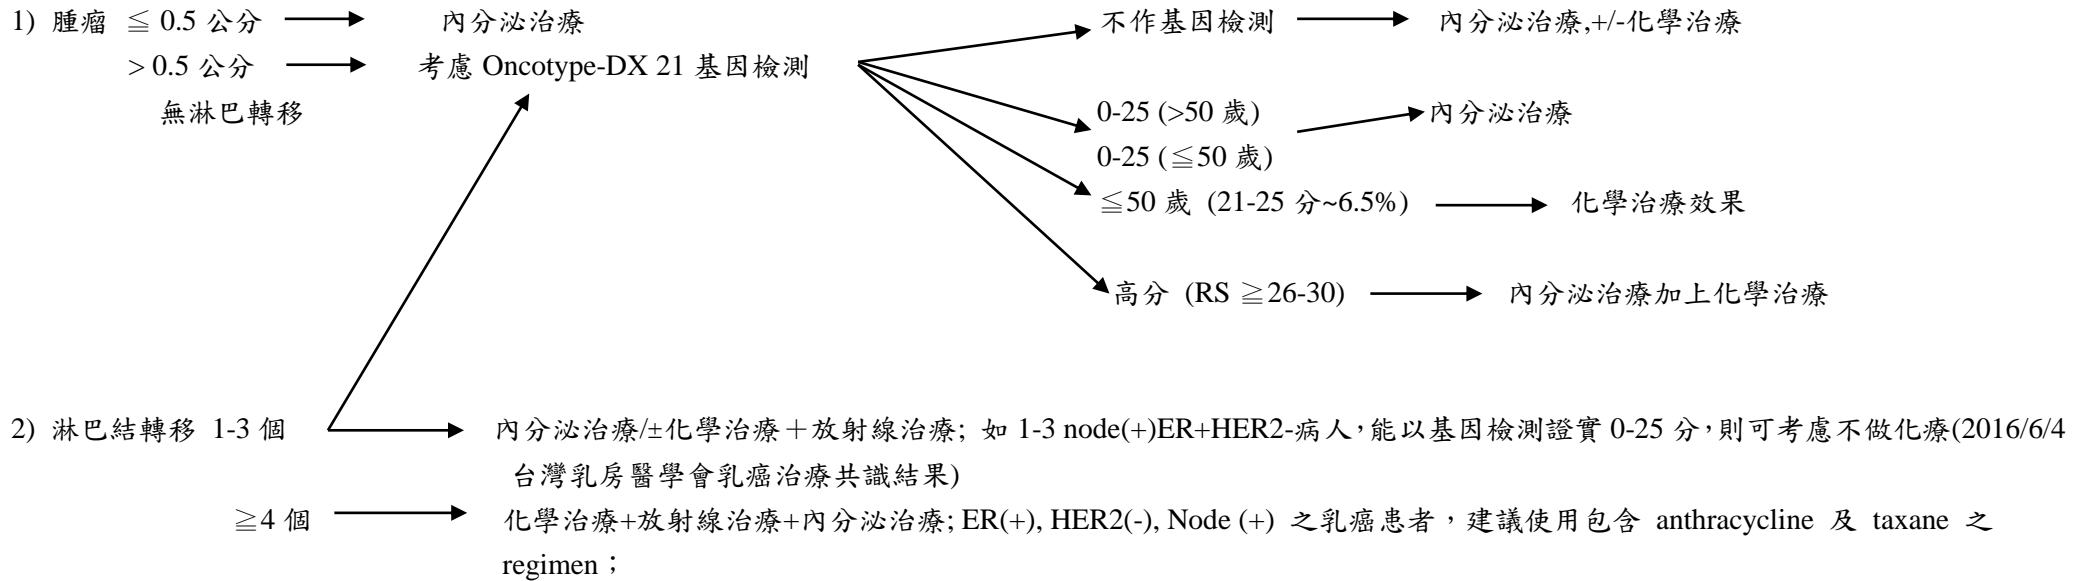 1) 腫瘤 ≦ 0.5 公分 內分泌治療 不作基因檢測 內分泌治療,+/-化學治療
> 0.5 公分 考慮 Oncotype-DX 21 基因檢測
無淋巴轉移 0-25 (>50 歲) 內分泌治療
0-25 (≦50 歲)
≦50 歲 (21-25 分~6.5%) 化學治療效果
高分 (RS ≧26-30) 內分泌治療加上化學治療
2) 淋巴結轉移 1-3 個 內分泌治療/±化學治療＋放射線治療; 如 1-3 node(+)ER+HER2-病人，能以基因檢測證實 0-25 分，則可考慮不做化療(2016/6/4
台灣乳房醫學會乳癌治療共識結果)
≧4 個 化學治療+放射線治療+內分泌治療; ER(+), HER2(-), Node (+) 之乳癌患者，建議使用包含 anthracycline 及 taxane 之
regimen；